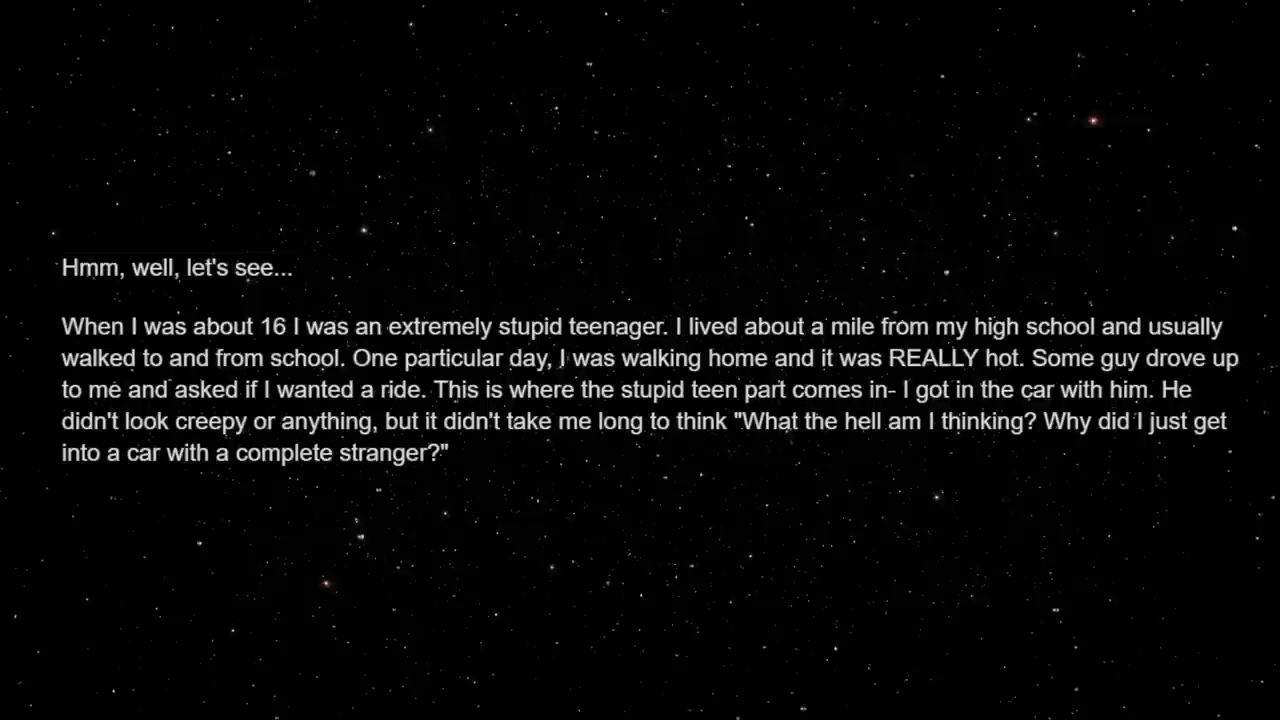 Hmm, well, let's see...
When I was about 16 I was an extremely stupid teenager. I lived about a mile from my high school and usually
walked to and from school. One particular day, I was walking home and it was REALLY hot. Some guy drove up
to me and asked if I wanted a ride. This is where the stupid teen part comes in- I got in the car with him. He
didn't look creepy or anything, but it didn't take me long to think "What the hell am I thinking? Why did I just get
into a car with a complete stranger?"